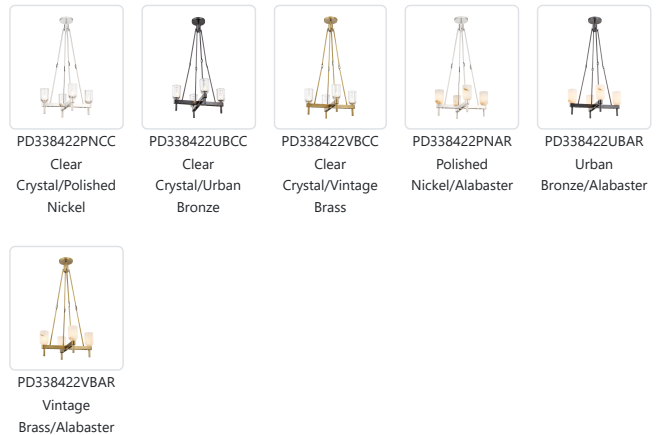 PD338422PNCC
Clear
Crystal/Polished
Nickel
PD338422UBCC
Clear
Crystal/Urban
Bronze
PD338422VBCC
Clear
Crystal/Vintage
Brass
PD338422PNAR
Polished
Nickel/Alabaster
PD338422UBAR
Urban
Bronze/Alabaster
PD338422VBAR
Vintage
Brass/Alabaster